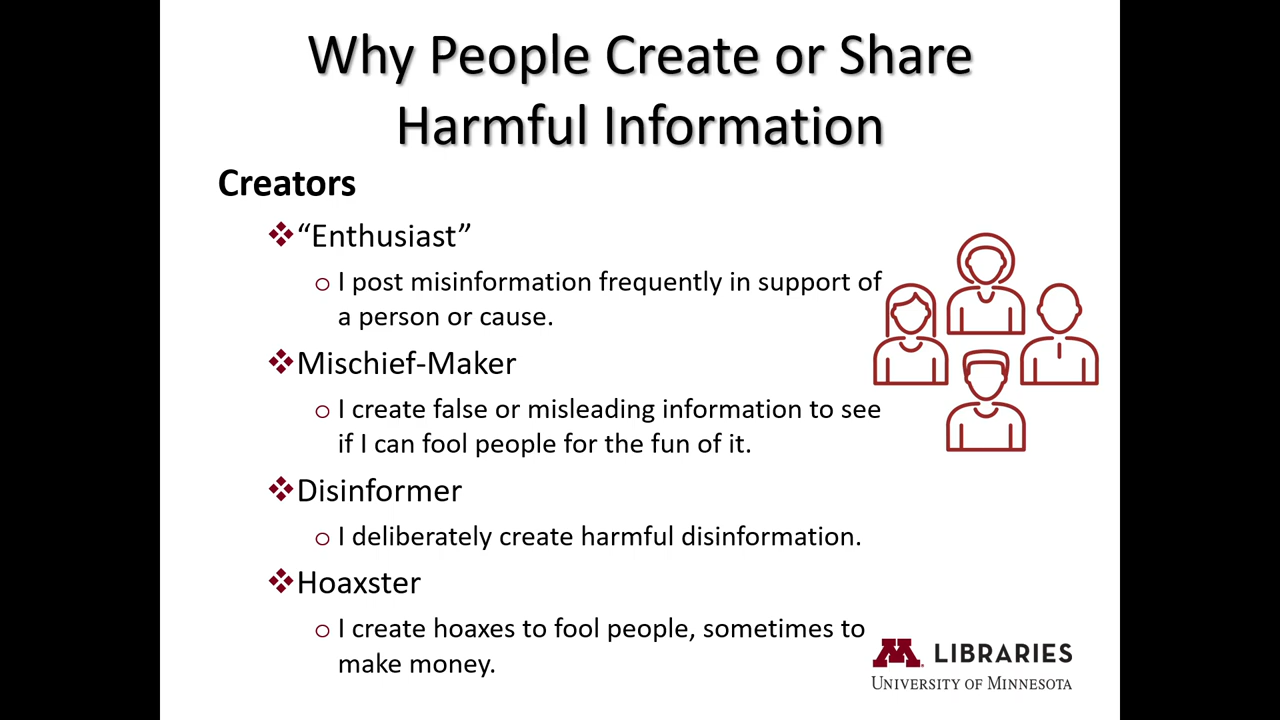 Why People Create or Share
Harmful Information
Creators
❖“Enthusiast”
o I post misinformation frequently in support of
a person or cause.
❖Mischief-Maker
o I create false or misleading information to see
if I can fool people for the fun of it.
❖Disinformer
o I deliberately create harmful disinformation.
❖Hoaxster
o I create hoaxes to fool people, sometimes to
make money.
M LIBRARIES
UNIVERSITY OF MINNESOTA